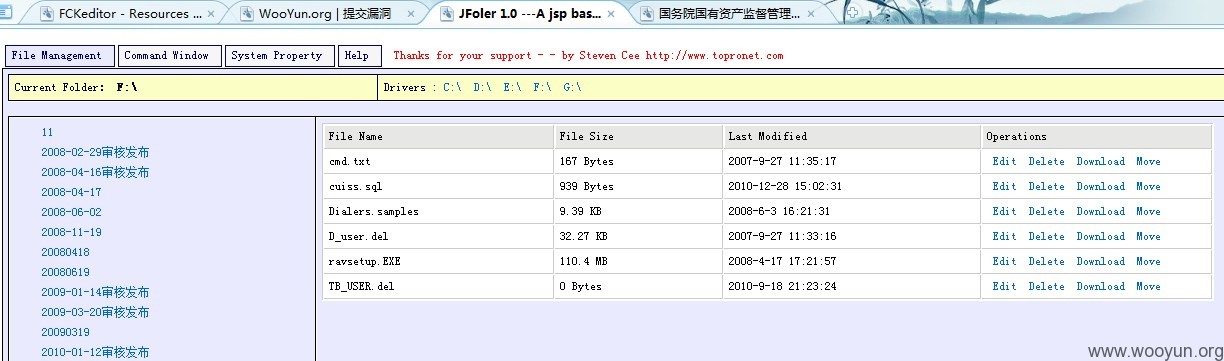 FCKeditor - Resources ... WooYun.org | 提交漏洞 JFoler 1.0 ---A jsp bas... 国务院国有资产监督管理...
File Management Command Window System Property Help Thanks for your support - - by Steven Cee http://www.topronet.com
Current Folder: F:\ Drivers : C:\ D:\ E:\ F:\ G:\
11
2008-02-29审核发布
2008-04-16审核发布
2008-04-17
2008-06-02
2008-11-19
20080418
20080619
2009-01-14审核发布
2009-03-20审核发布
20090319
2010-01-12审核发布
File Name File Size Last Modified Operations
cmd.txt 167 Bytes 2007-9-27 11:35:17 Edit Delete Download Move
cuiss.sql 939 Bytes 2010-12-28 15:02:31 Edit Delete Download Move
Dialers.samples 9.39 KB 2008-6-3 16:21:31 Edit Delete Download Move
D_user.del 32.27 KB 2007-9-27 11:33:16 Edit Delete Download Move
ravsetup.EXE 110.4 MB 2008-4-17 17:21:57 Edit Delete Download Move
TB_USER.del 0 Bytes 2010-9-18 21:23:24 Edit Delete Download Move
www.wooyun.org